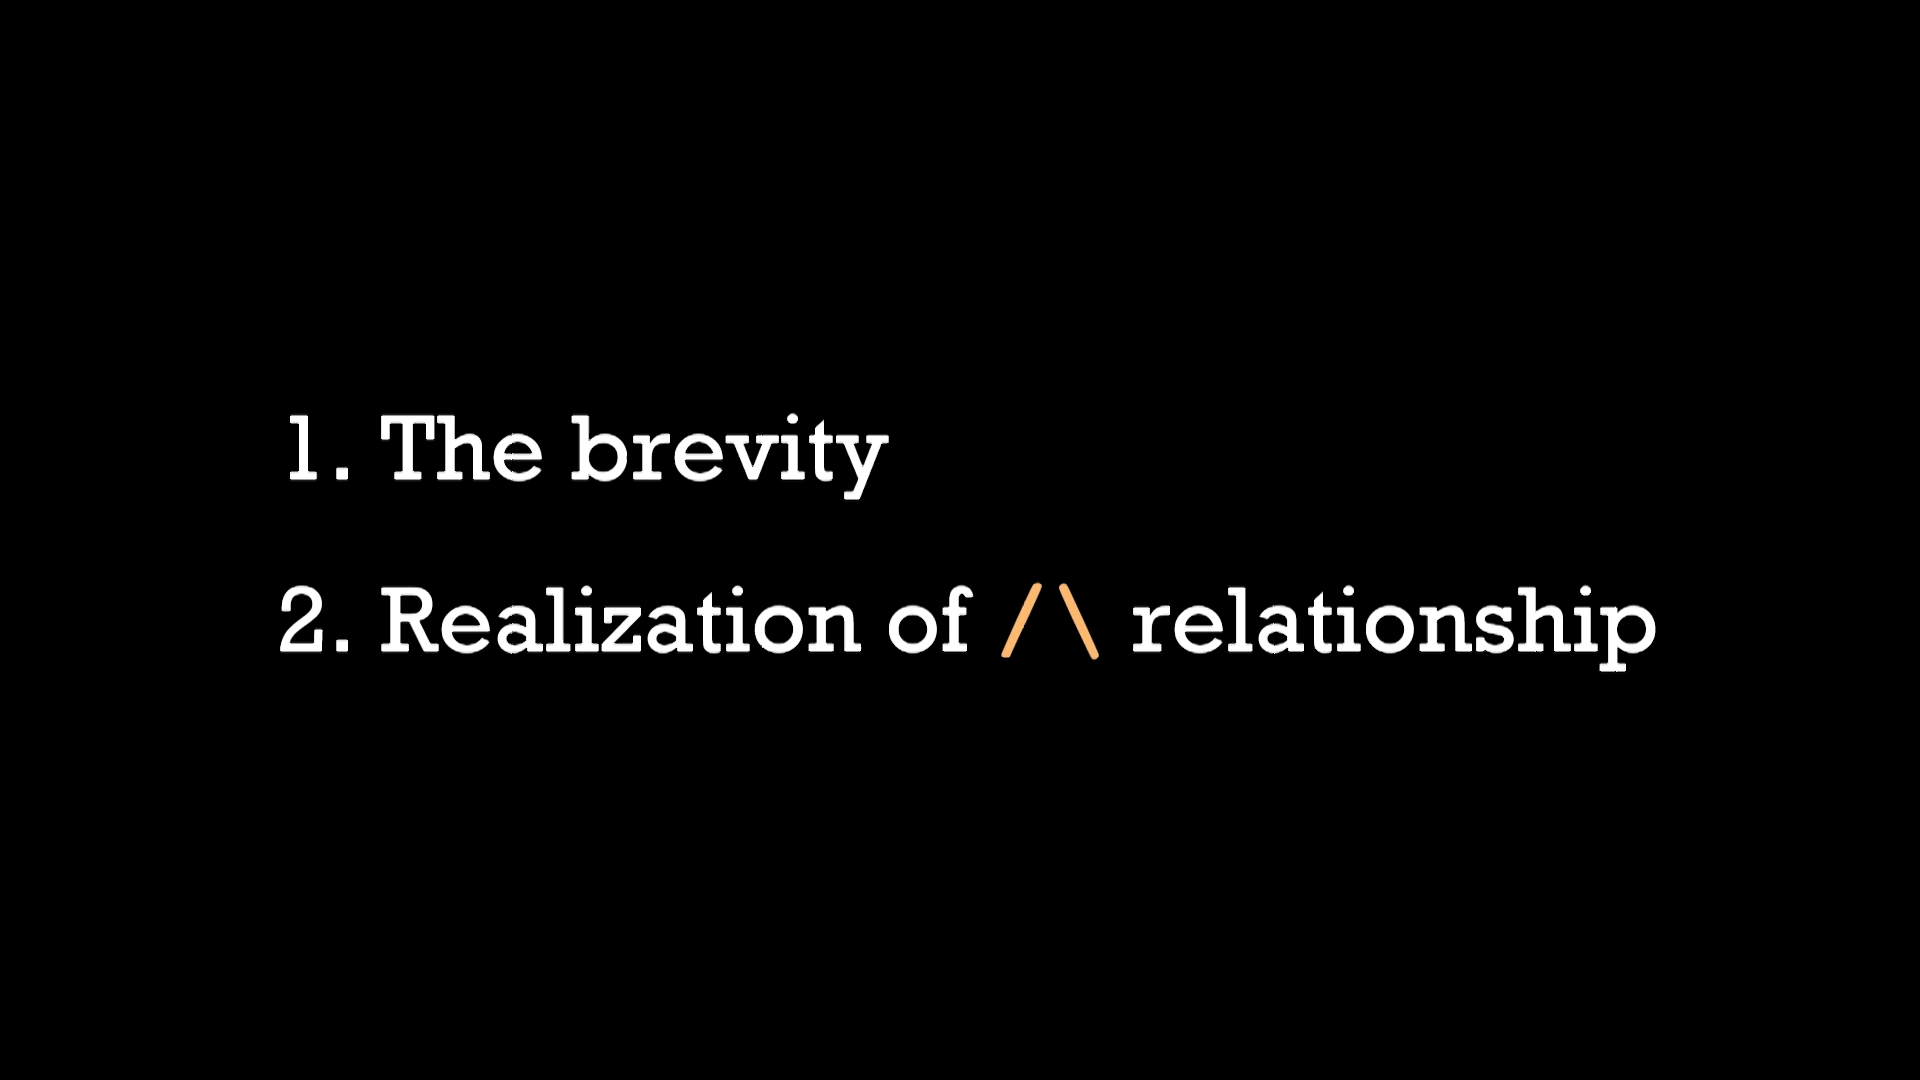 1. The brevity
2. Realization of /\ relationship